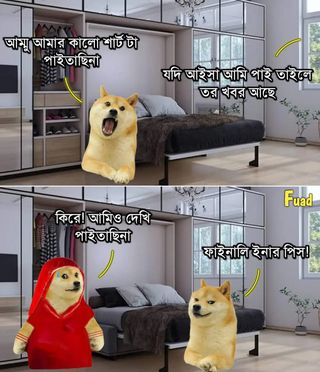 আম্মু আমার কালো শার্ট টা
পাইতাছিনা
যদি আইসা আমি পাই তাইলে
তর খবর আছে
Fuad
কিরে! আমিও দেখি
পাইতাছিনা
ফাইনালি ইনার পিস!